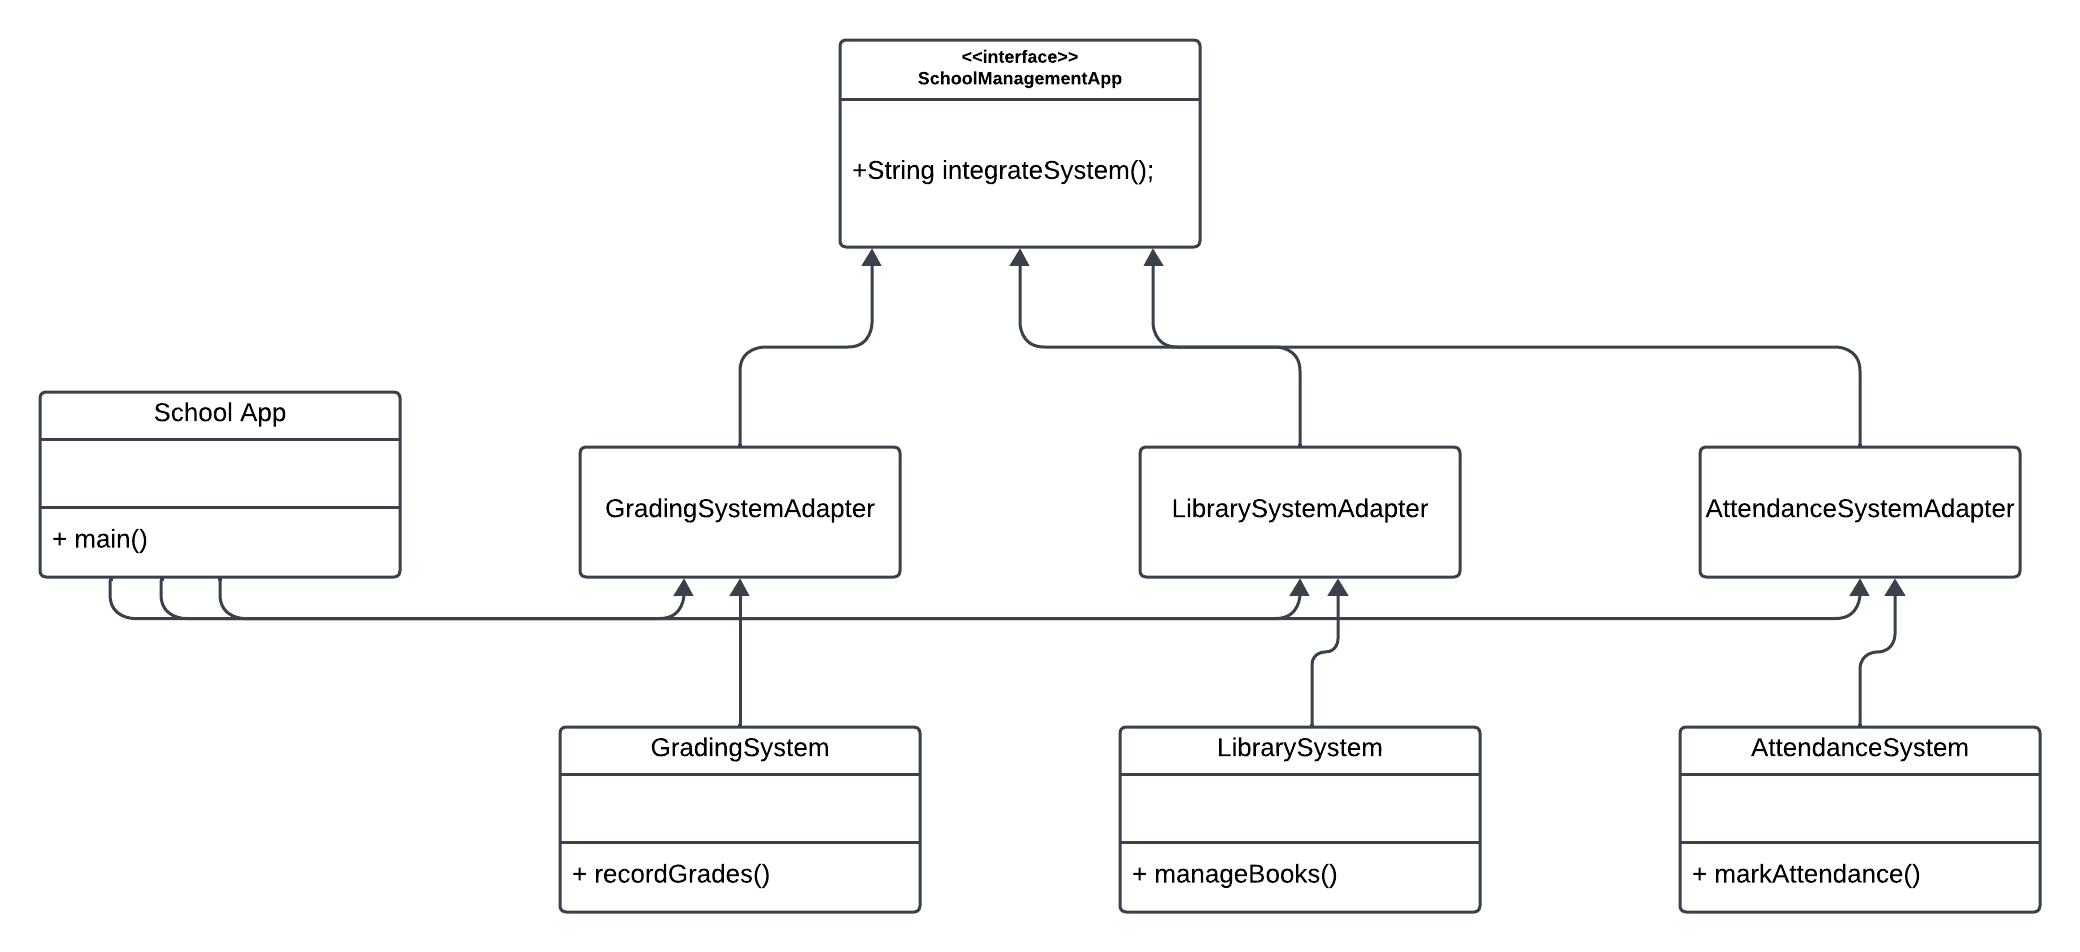 <<interface>>
SchoolManagementApp
+String integrateSystem();
School App
+ main()
GradingSystemAdapter
LibrarySystemAdapter
AttendanceSystemAdapter
GradingSystem
+ recordGrades()
LibrarySystem
+ manageBooks()
AttendanceSystem
+ markAttendance()